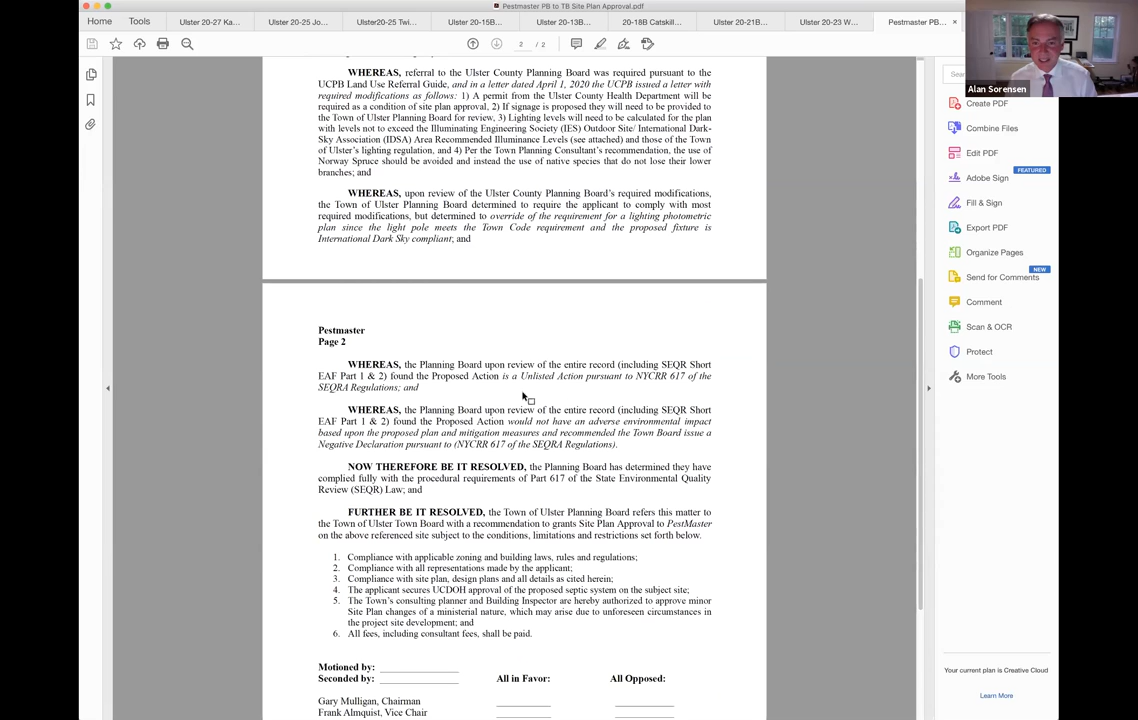 Pestmaster PB to TB Site Plan Approval.pdf
Home
Tools
Ulster 20-27 Ka...
Ulster 20-25 Jo...
Ulster20-25 Twi...
Ulster 20-15B...
Ulster 20-13B...
20-18B Catskill...
Ulster 20-21B...
Ulster 20-23 W...
Pestmaster PB...
×
2 / 2
Alan Sorensen
WHEREAS, referral to the Ulster County Planning Board was required pursuant to the
UCPB Land Use Referral Guide, and in a letter dated April 1, 2020 the UCPB issued a letter with
required modifications as follows: 1) A permit from the Ulster County Health Department will be
required as a condition of site plan approval, 2) If signage is proposed they will need to be provided to
the Town of Ulster Planning Board for review, 3) Lighting levels will need to be calculated for the plan
with levels not to exceed the Illuminating Engineering Society (IES) Outdoor Site/ International Dark-
Sky Association (IDSA) Area Recommended Illuminance Levels (see attached) and those of the Town
of Ulster's lighting regulation, and 4) Per the Town Planning Consultant's recommendation, the use of
Norway Spruce should be avoided and instead the use of native species that do not lose their lower
branches; and
WHEREAS, upon review of the Ulster County Planning Board's required modifications,
the Town of Ulster Planning Board determined to require the applicant to comply with most
required modifications, but determined to override of the requirement for a lighting photometric
plan since the light pole meets the Town Code requirement and the proposed fixture is
International Dark Sky compliant; and
Pestmaster
Page 2
WHEREAS, the Planning Board upon review of the entire record (including SEQR Short
EAF Part 1 & 2) found the Proposed Action is a Unlisted Action pursuant to NYCRR 617 of the
SEQRA Regulations; and
WHEREAS, the Planning Board upon review of the entire record (including SEQR Short
EAF Part 1 & 2) found the Proposed Action would not have an adverse environmental impact
based upon the proposed plan and mitigation measures and recommended the Town Board issue a
Negative Declaration pursuant to (NYCRR 617 of the SEQRA Regulations).
NOW THEREFORE BE IT RESOLVED, the Planning Board has determined they have
complied fully with the procedural requirements of Part 617 of the State Environmental Quality
Review (SEQR) Law; and
FURTHER BE IT RESOLVED, the Town of Ulster Planning Board refers this matter to
the Town of Ulster Town Board with a recommendation to grants Site Plan Approval to PestMaster
on the above referenced site subject to the conditions, limitations and restrictions set forth below.
1. Compliance with applicable zoning and building laws, rules and regulations;
2. Compliance with all representations made by the applicant;
3. Compliance with site plan, design plans and all details as cited herein;
4. The applicant secures UCDOH approval of the proposed septic system on the subject site;
5. The Town's consulting planner and Building Inspector are hereby authorized to approve minor
Site Plan changes of a ministerial nature, which may arise due to unforeseen circumstances in
the project site development; and
6. All fees, including consultant fees, shall be paid.
Motioned by:
Seconded by: All in Favor: All Opposed:
Gary Mulligan, Chairman
Frank Almquist, Vice Chair
Create PDF
Combine Files
Edit PDF
FEATURED
Adobe Sign
Fill & Sign
Export PDF
Organize Pages
NEW
Send for Comments
Comment
Scan & OCR
Protect
More Tools
Your current plan is Creative Cloud
Learn More